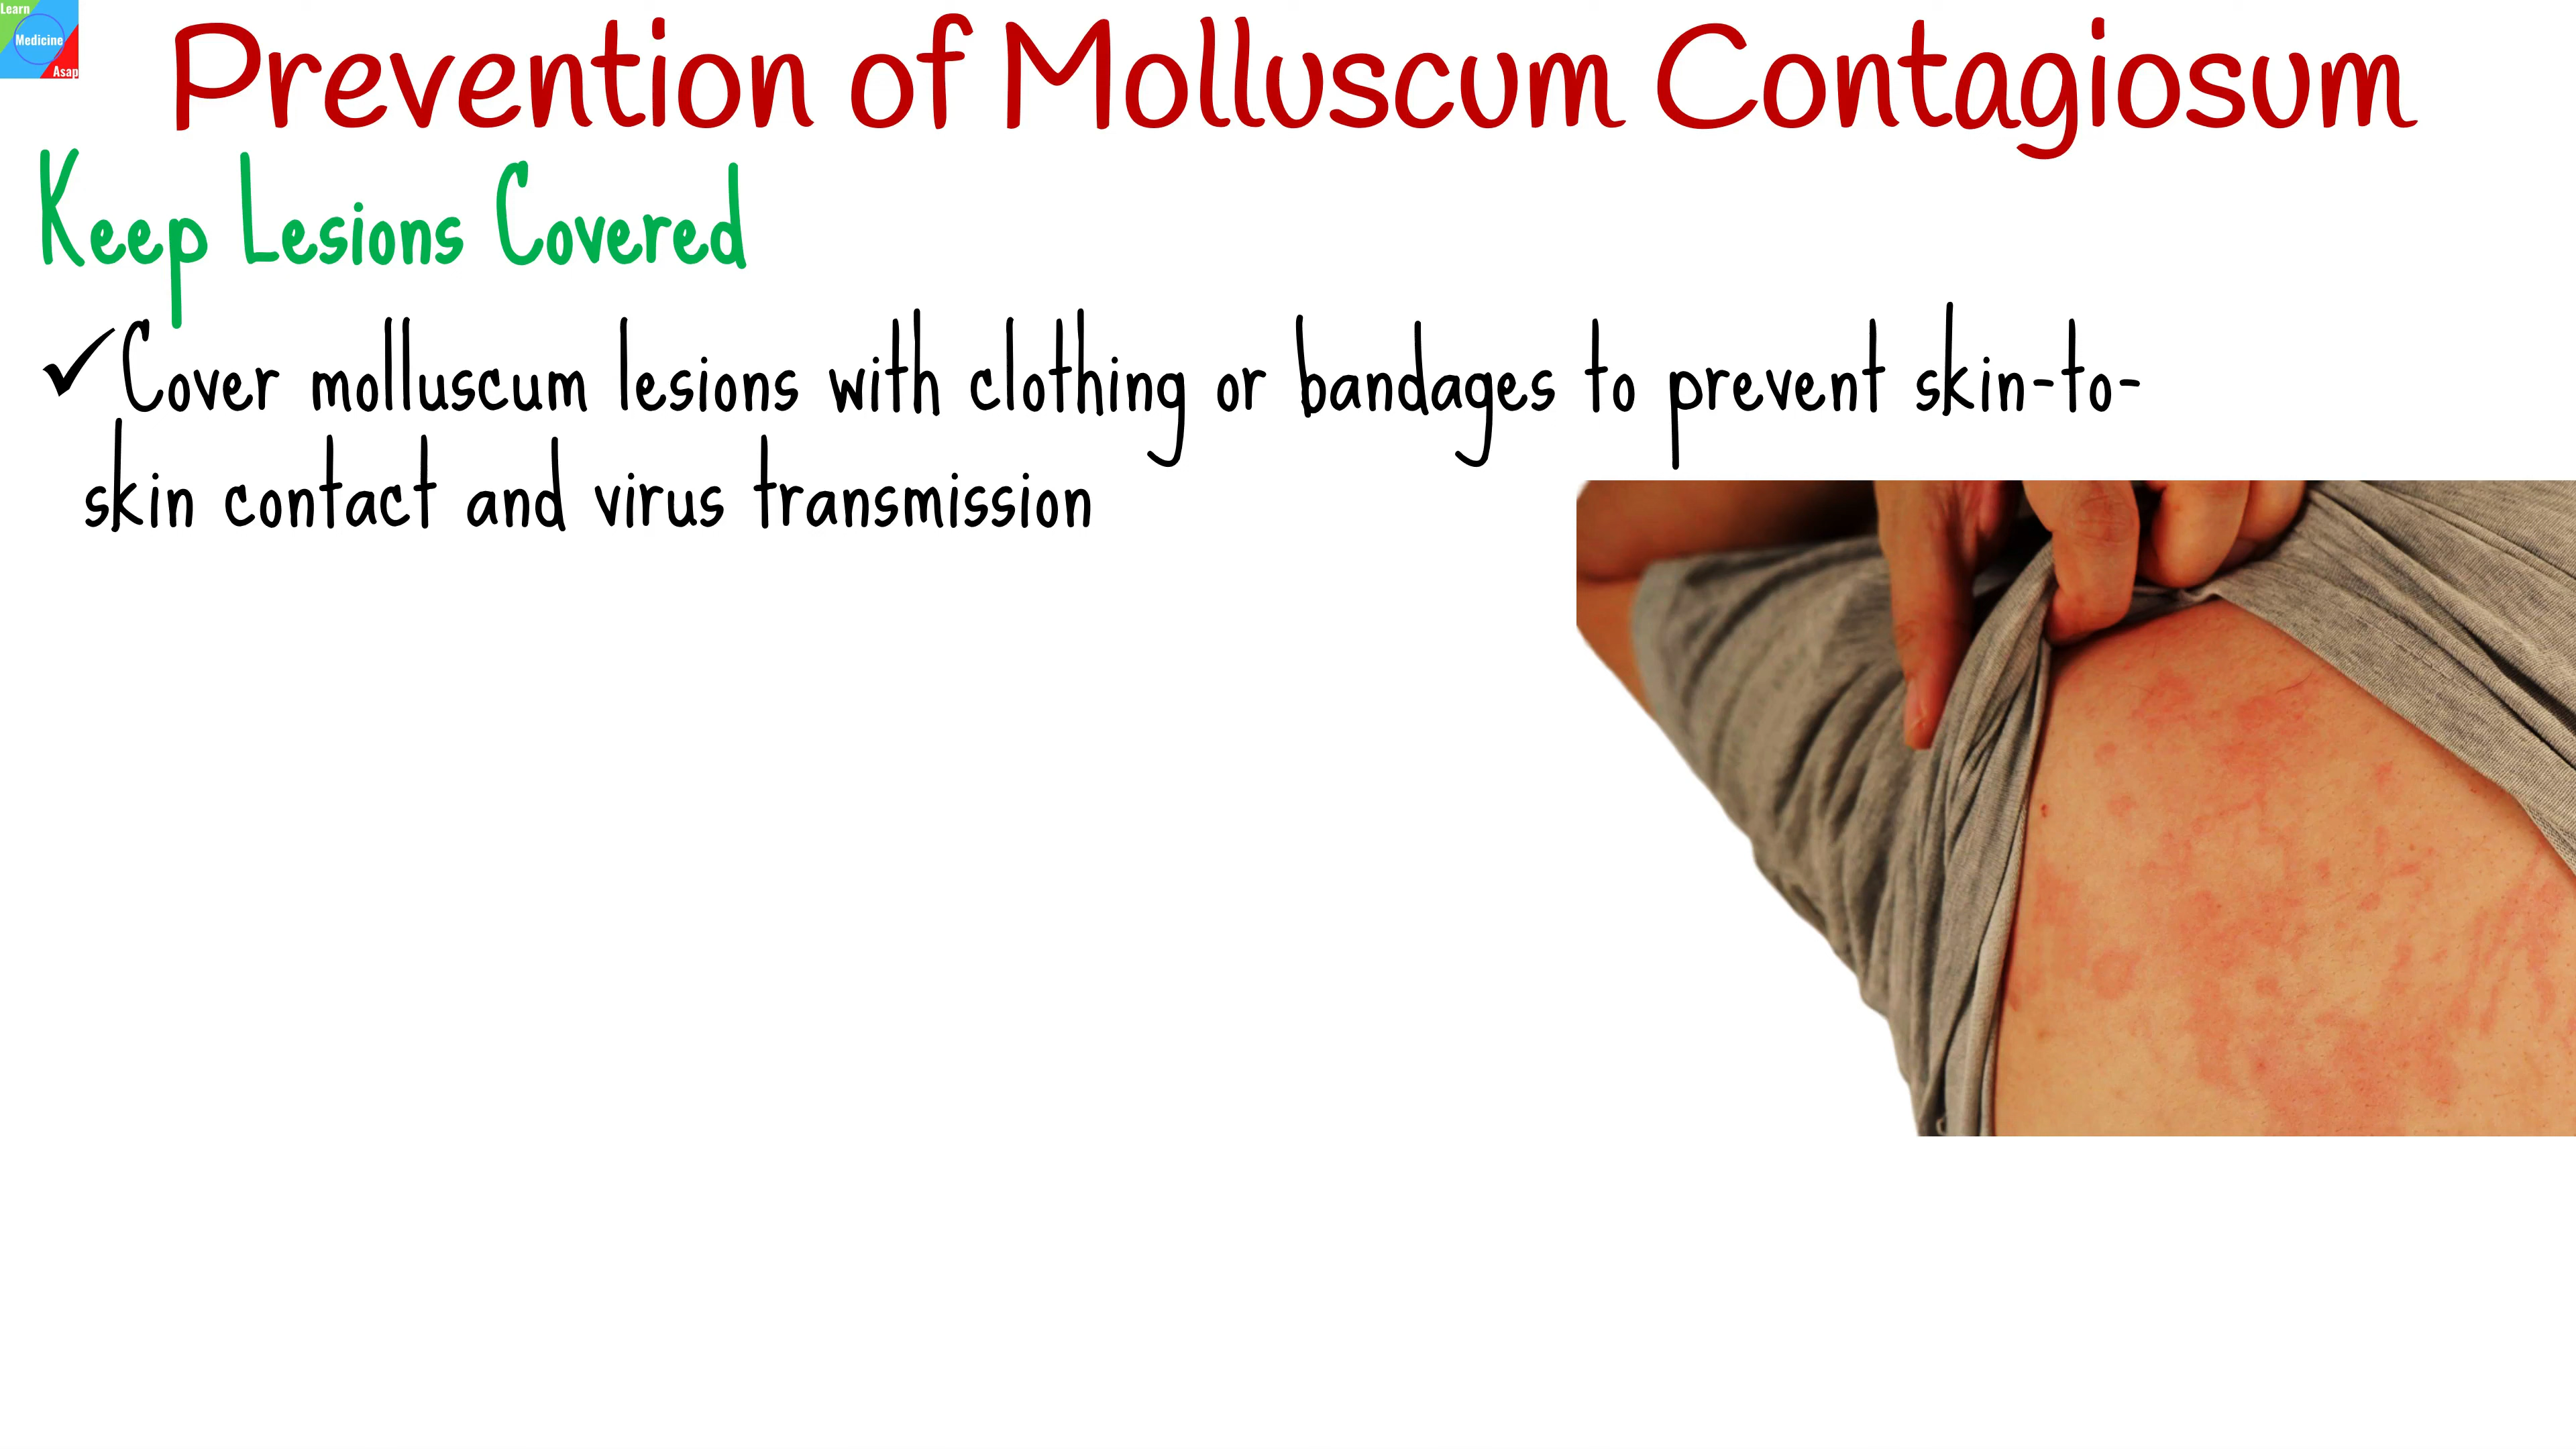 Learn
Medicine
Asap
Prevention of Molluscum Contagiosum
Keep Lesions Covered
✓Cover molluscum lesions with clothing or bandages to prevent skin-to-
skin contact and virus transmission